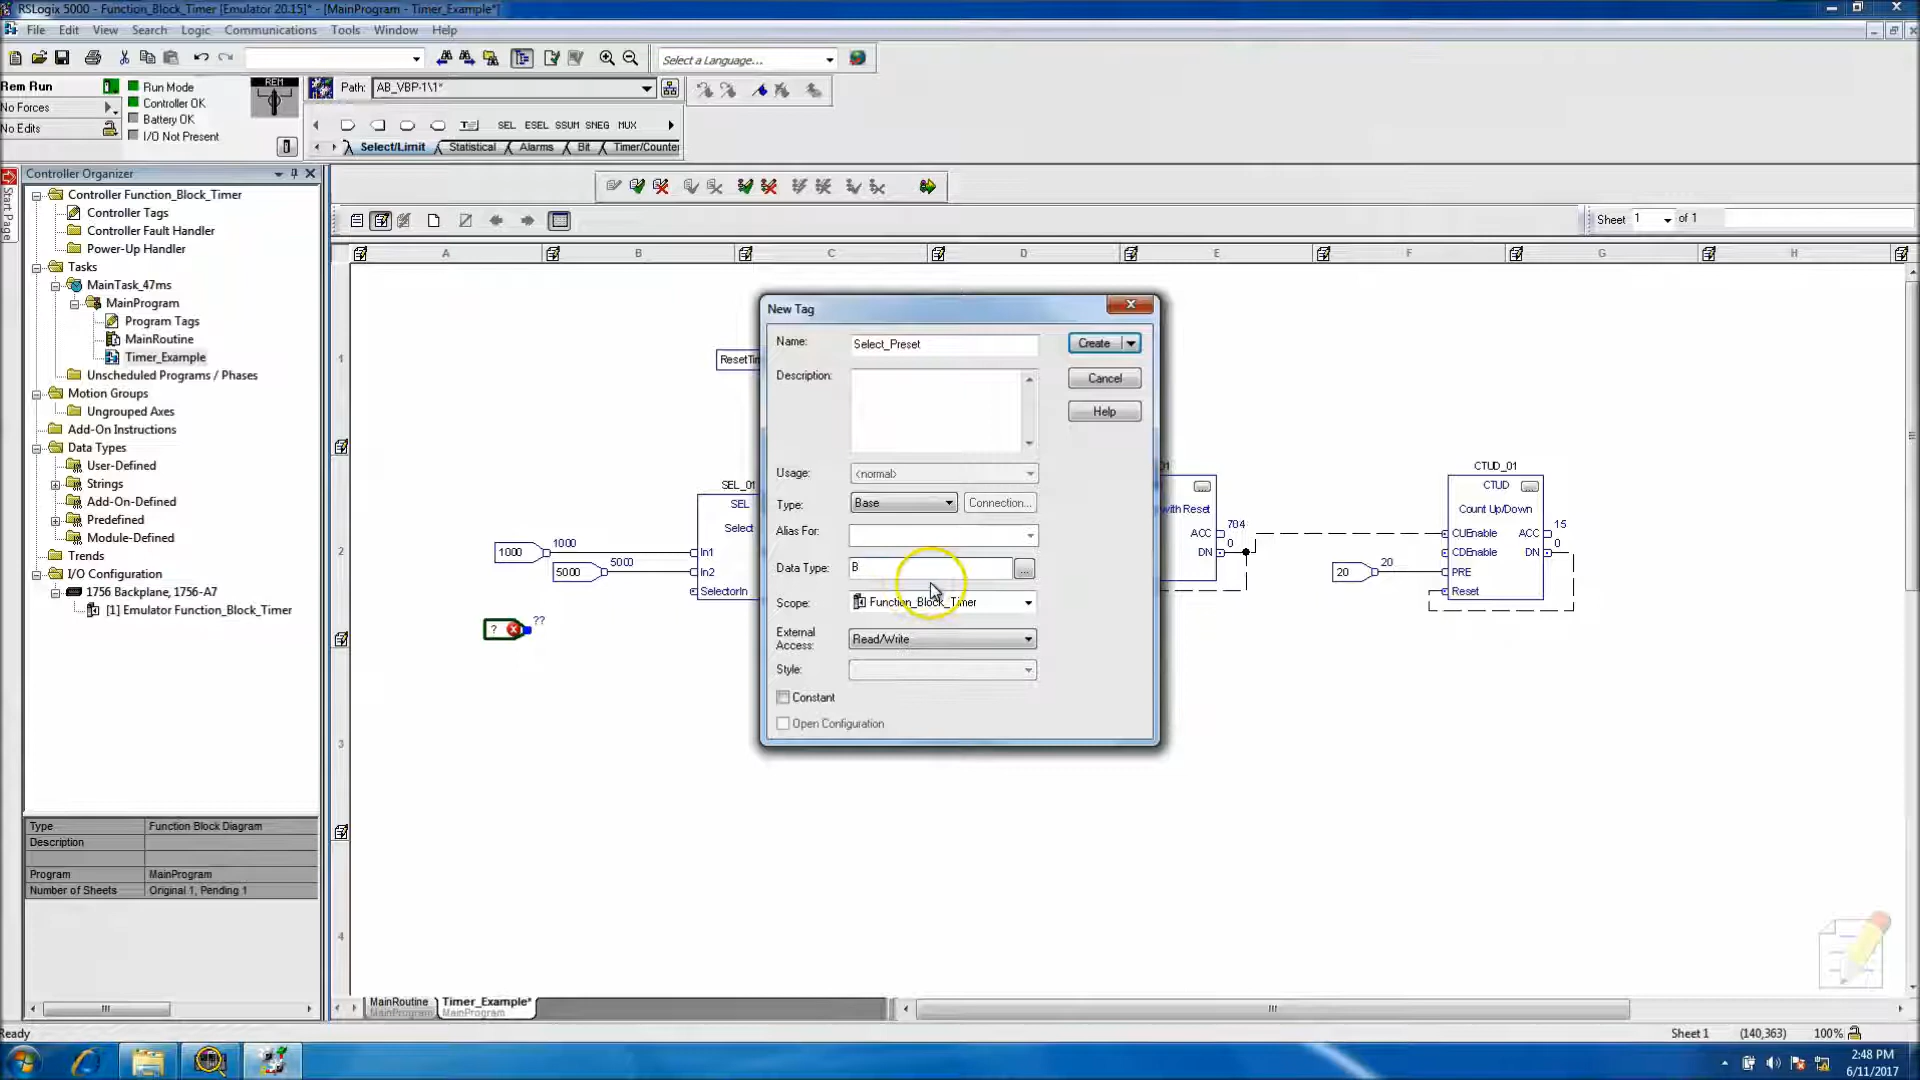 RSLogix 5000 - Function_Block_Timer [Emulator 20.15]* - [MainProgram - Timer_Example*]
File Edit View Search Logic Communications Tools Window Help
Select a Language...
Rem Run
No Forces
No Edits
Run Mode
Controller OK
Battery OK
I/O Not Present
REM
Path: AB_VBP-1\1*
SEL ESEL SSUM SNEG MUX
Select/Limit Statistical Alarms Bit Timer/Counter
Start Page
Controller Organizer
Controller Function_Block_Timer
Controller Tags
Controller Fault Handler
Power-Up Handler
Tasks
MainTask_47ms
MainProgram
Program Tags
MainRoutine
Timer_Example
Unscheduled Programs / Phases
Motion Groups
Ungrouped Axes
Add-On Instructions
Data Types
User-Defined
Strings
Add-On-Defined
Predefined
Module-Defined
Trends
I/O Configuration
1756 Backplane, 1756-A7
[1] Emulator Function_Block_Timer
Type Function Block Diagram
Description
Program MainProgram
Number of Sheets Original 1, Pending 1
Sheet 1 of 1
A B C D E F G H
1
2
3
4
ResetTim
SEL_01
SEL
Select
1000 1000 In1
5000 5000 In2
SelectorIn
? ??
New Tag
Name: Select_Preset
Create
Description:
Cancel
Help
Usage: <normal>
Type: Base Connection...
Alias For:
Data Type: B ...
Scope: Function_Block_Timer
External Access: Read/Write
Style:
Constant
Open Configuration
01
with Reset
ACC 704
DN 0
20 20
CTUD_01
CTUD
Count Up/Down
CUEnable ACC 15
CDEnable DN 0
PRE
Reset
MainRoutine
MainProgram
Timer_Example*
MainProgram
Ready
Sheet 1 (140,363) 100%
2:48 PM
6/11/2017